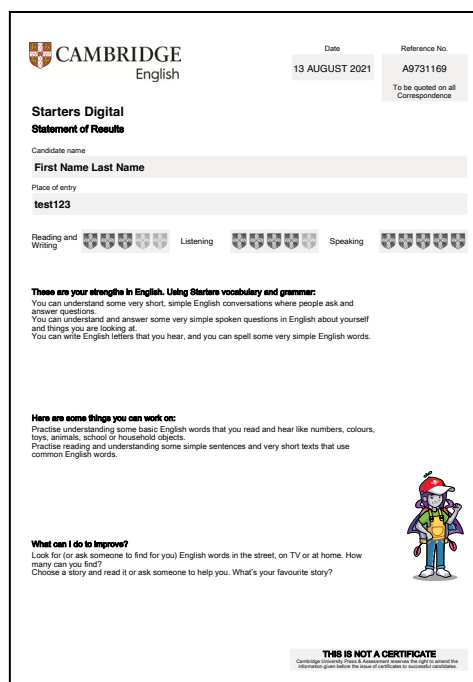 CAMBRIDGE
English
Date
Reference No.
13 AUGUST 2021
A9731169
To be quoted on all
Correspondence
Starters Digital
Statement of Results
Candidate name
First Name Last Name
Place of entry
test123
Reading and
Writing
Listening
Speaking
These are your strengths in English. Using Starters vocabulary and grammar:
You can understand some very short, simple English conversations where people ask and
answer questions.
You can understand and answer some very simple spoken questions in English about yourself
and things you are looking at.
You can write English letters that you hear, and you can spell some very simple English words.
Here are some things you can work on:
Practise understanding some basic English words that you read and hear like numbers, colours,
toys, animals, school or household objects.
Practise reading and understanding some simple sentences and very short texts that use
common English words.
What can I do to improve?
Look for (or ask someone to find for you) English words in the street, on TV or at home. How
many can you find?
Choose a story and read it or ask someone to help you. What's your favourite story?
THIS IS NOT A CERTIFICATE
Cambridge University Press & Assessment reserves the right to amend the
information given before the issue of certificates to successful candidates.